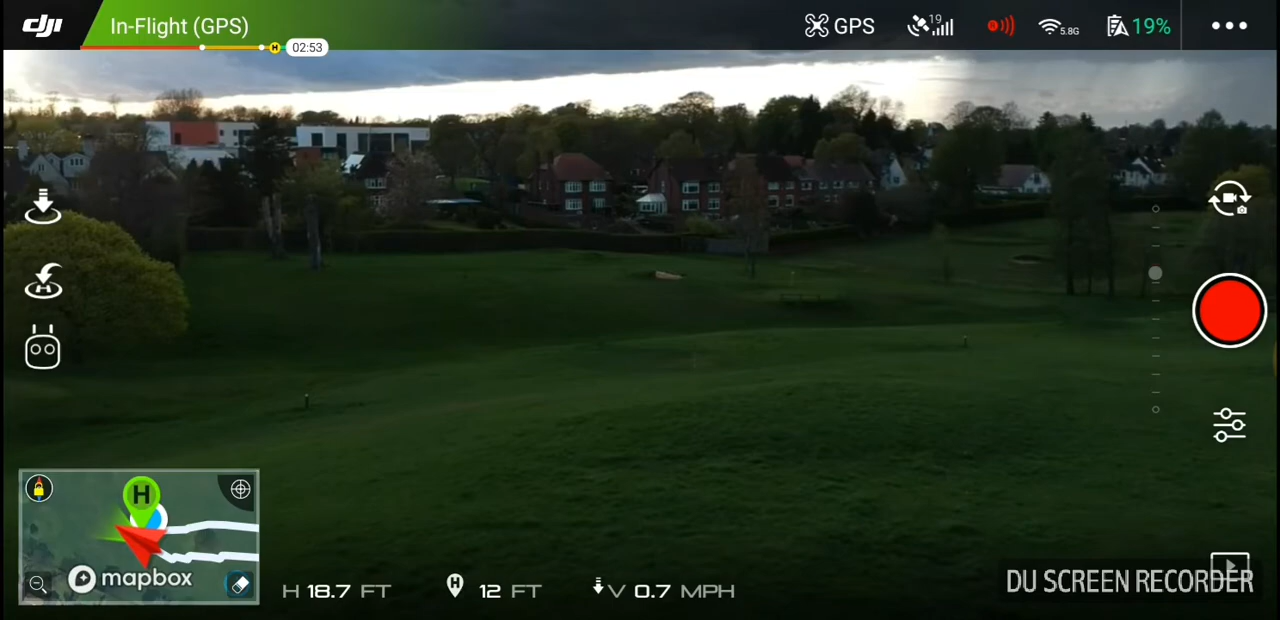 dji In-Flight (GPS) GPS 19 5.8G 19%
H 02:53
H
H
mapbox
H 18.7 FT H 12 FT V 0.7 MPH
DU SCREEN RECORDER